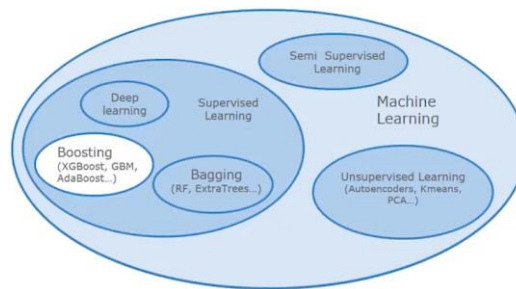 Semi Supervised
Learning
Deep
learning
Supervised
Learning
Machine
Learning
Boosting
(XGBoost, GBM,
AdaBoost...)
Bagging
(RF, ExtraTrees...)
Unsupervised Learning
(Autoencoders, Kmeans,
PCA...)